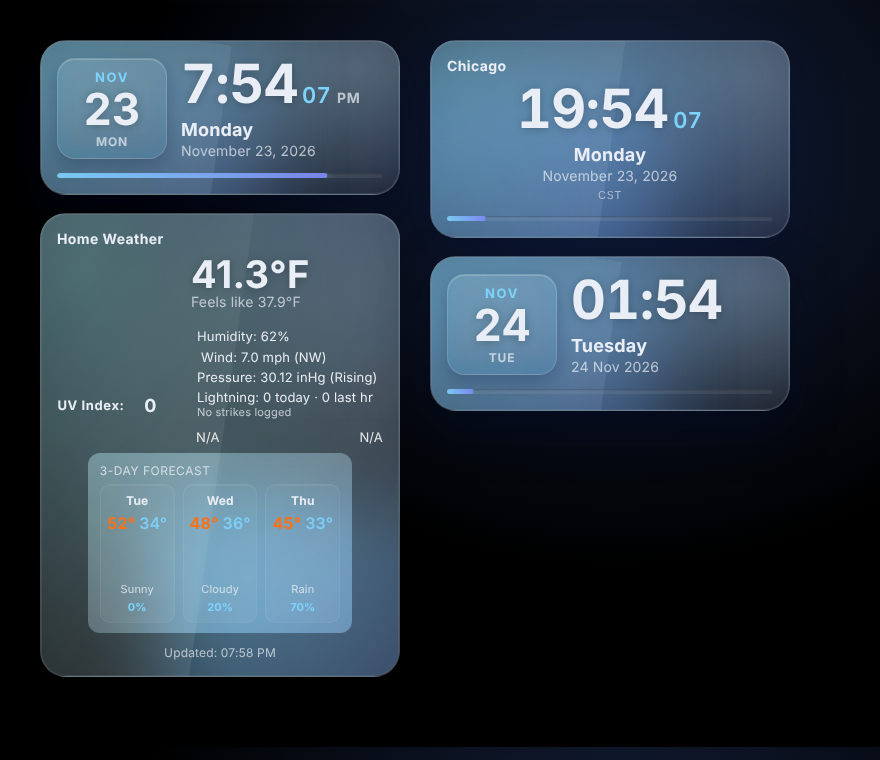 NOV
23
MON
7:54 07 PM
Monday
November 23, 2026
Home Weather
41.3°F
Feels like 37.9°F
Humidity: 62%
Wind: 7.0 mph (NW)
Pressure: 30.12 inHg (Rising)
UV Index: 0
Lightning: 0 today · 0 last hr
No strikes logged
N/A N/A
3-DAY FORECAST
Tue Wed Thu
52° 34° 48° 36° 45° 33°
Sunny Cloudy Rain
0% 20% 70%
Updated: 07:58 PM
Chicago
19:54 07
Monday
November 23, 2026
CST
NOV
24
TUE
01:54
Tuesday
24 Nov 2026